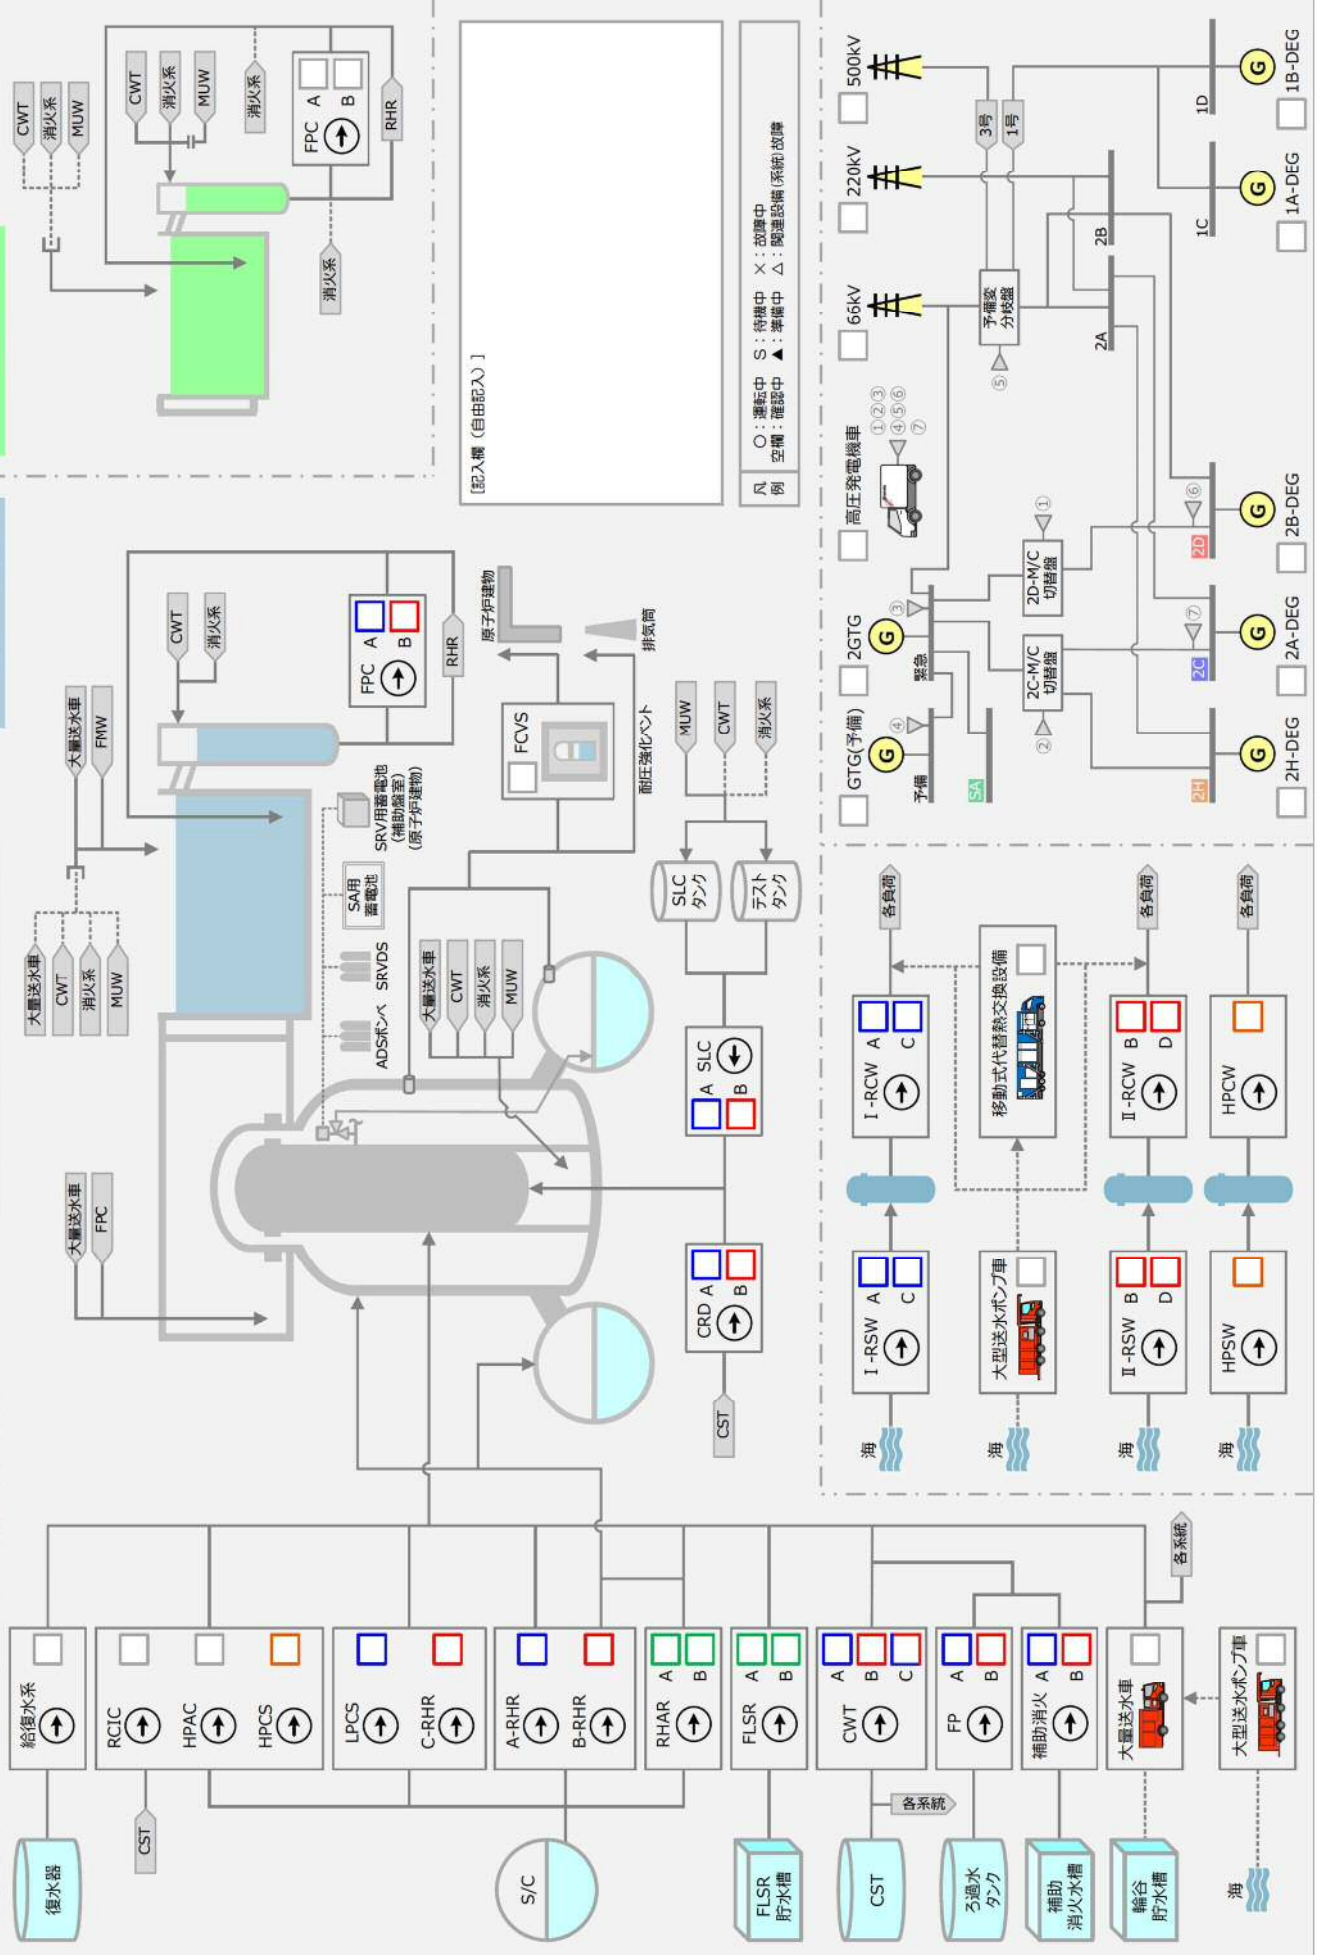 復水器
給復水系
CST
RCIC
HPAC
HPCS
LPCS
C-RHR
S/C
A-RHR
B-RHR
RHAR
A
B
FLSR
貯水槽
FLSR
A
B
CST
各系統
CWT
A
B
C
ろ過水
タンク
FP
A
B
補助
消火水槽
補助消火
A
B
輪谷
貯水槽
大量送水車
各系統
海
大型送水ポンプ車
大量送水車
FPC
大量送水車
CWT
消火系
MUW
大量送水車
FMW
CWT
消火系
FPC
A
B
RHR
ADSボンベ
SRVDS
SA用
蓄電池
SRV用蓄電池
(補助盤室)
(原子炉建物)
大量送水車
CWT
消火系
MUW
FCVS
原子炉建物
排気筒
耐圧強化ベント
CST
CRD
A
B
SLC
A
B
SLC
タンク
テスト
タンク
MUW
CWT
消火系
CWT
消火系
MUW
CWT
消火系
MUW
消火系
FPC
A
B
RHR
消火系
[記入欄（自由記入）]
凡
例
○：運転中 S：待機中 ×：故障中
空欄：確認中 ▲：準備中 △：関連設備(系統)故障
海
Ⅰ-RSW
A
C
Ⅰ-RCW
A
C
各負荷
海
大型送水ポンプ車
移動式代替熱交換設備
海
Ⅱ-RSW
B
D
Ⅱ-RCW
B
D
各負荷
海
HPSW
HPCW
各負荷
GTG(予備)
2GTG
高圧発電機車
66kV
220kV
500kV
G
G
①②③
④⑤⑥
⑦
④
③
予備
緊急
SA
⑤
予備変
分岐盤
3号
1号
②
2C-M/C
切替盤
2D-M/C
切替盤
①
2A
2B
1C
1D
2H
2C
⑦
2D
⑥
G
G
G
G
G
2H-DEG
2A-DEG
2B-DEG
1A-DEG
1B-DEG